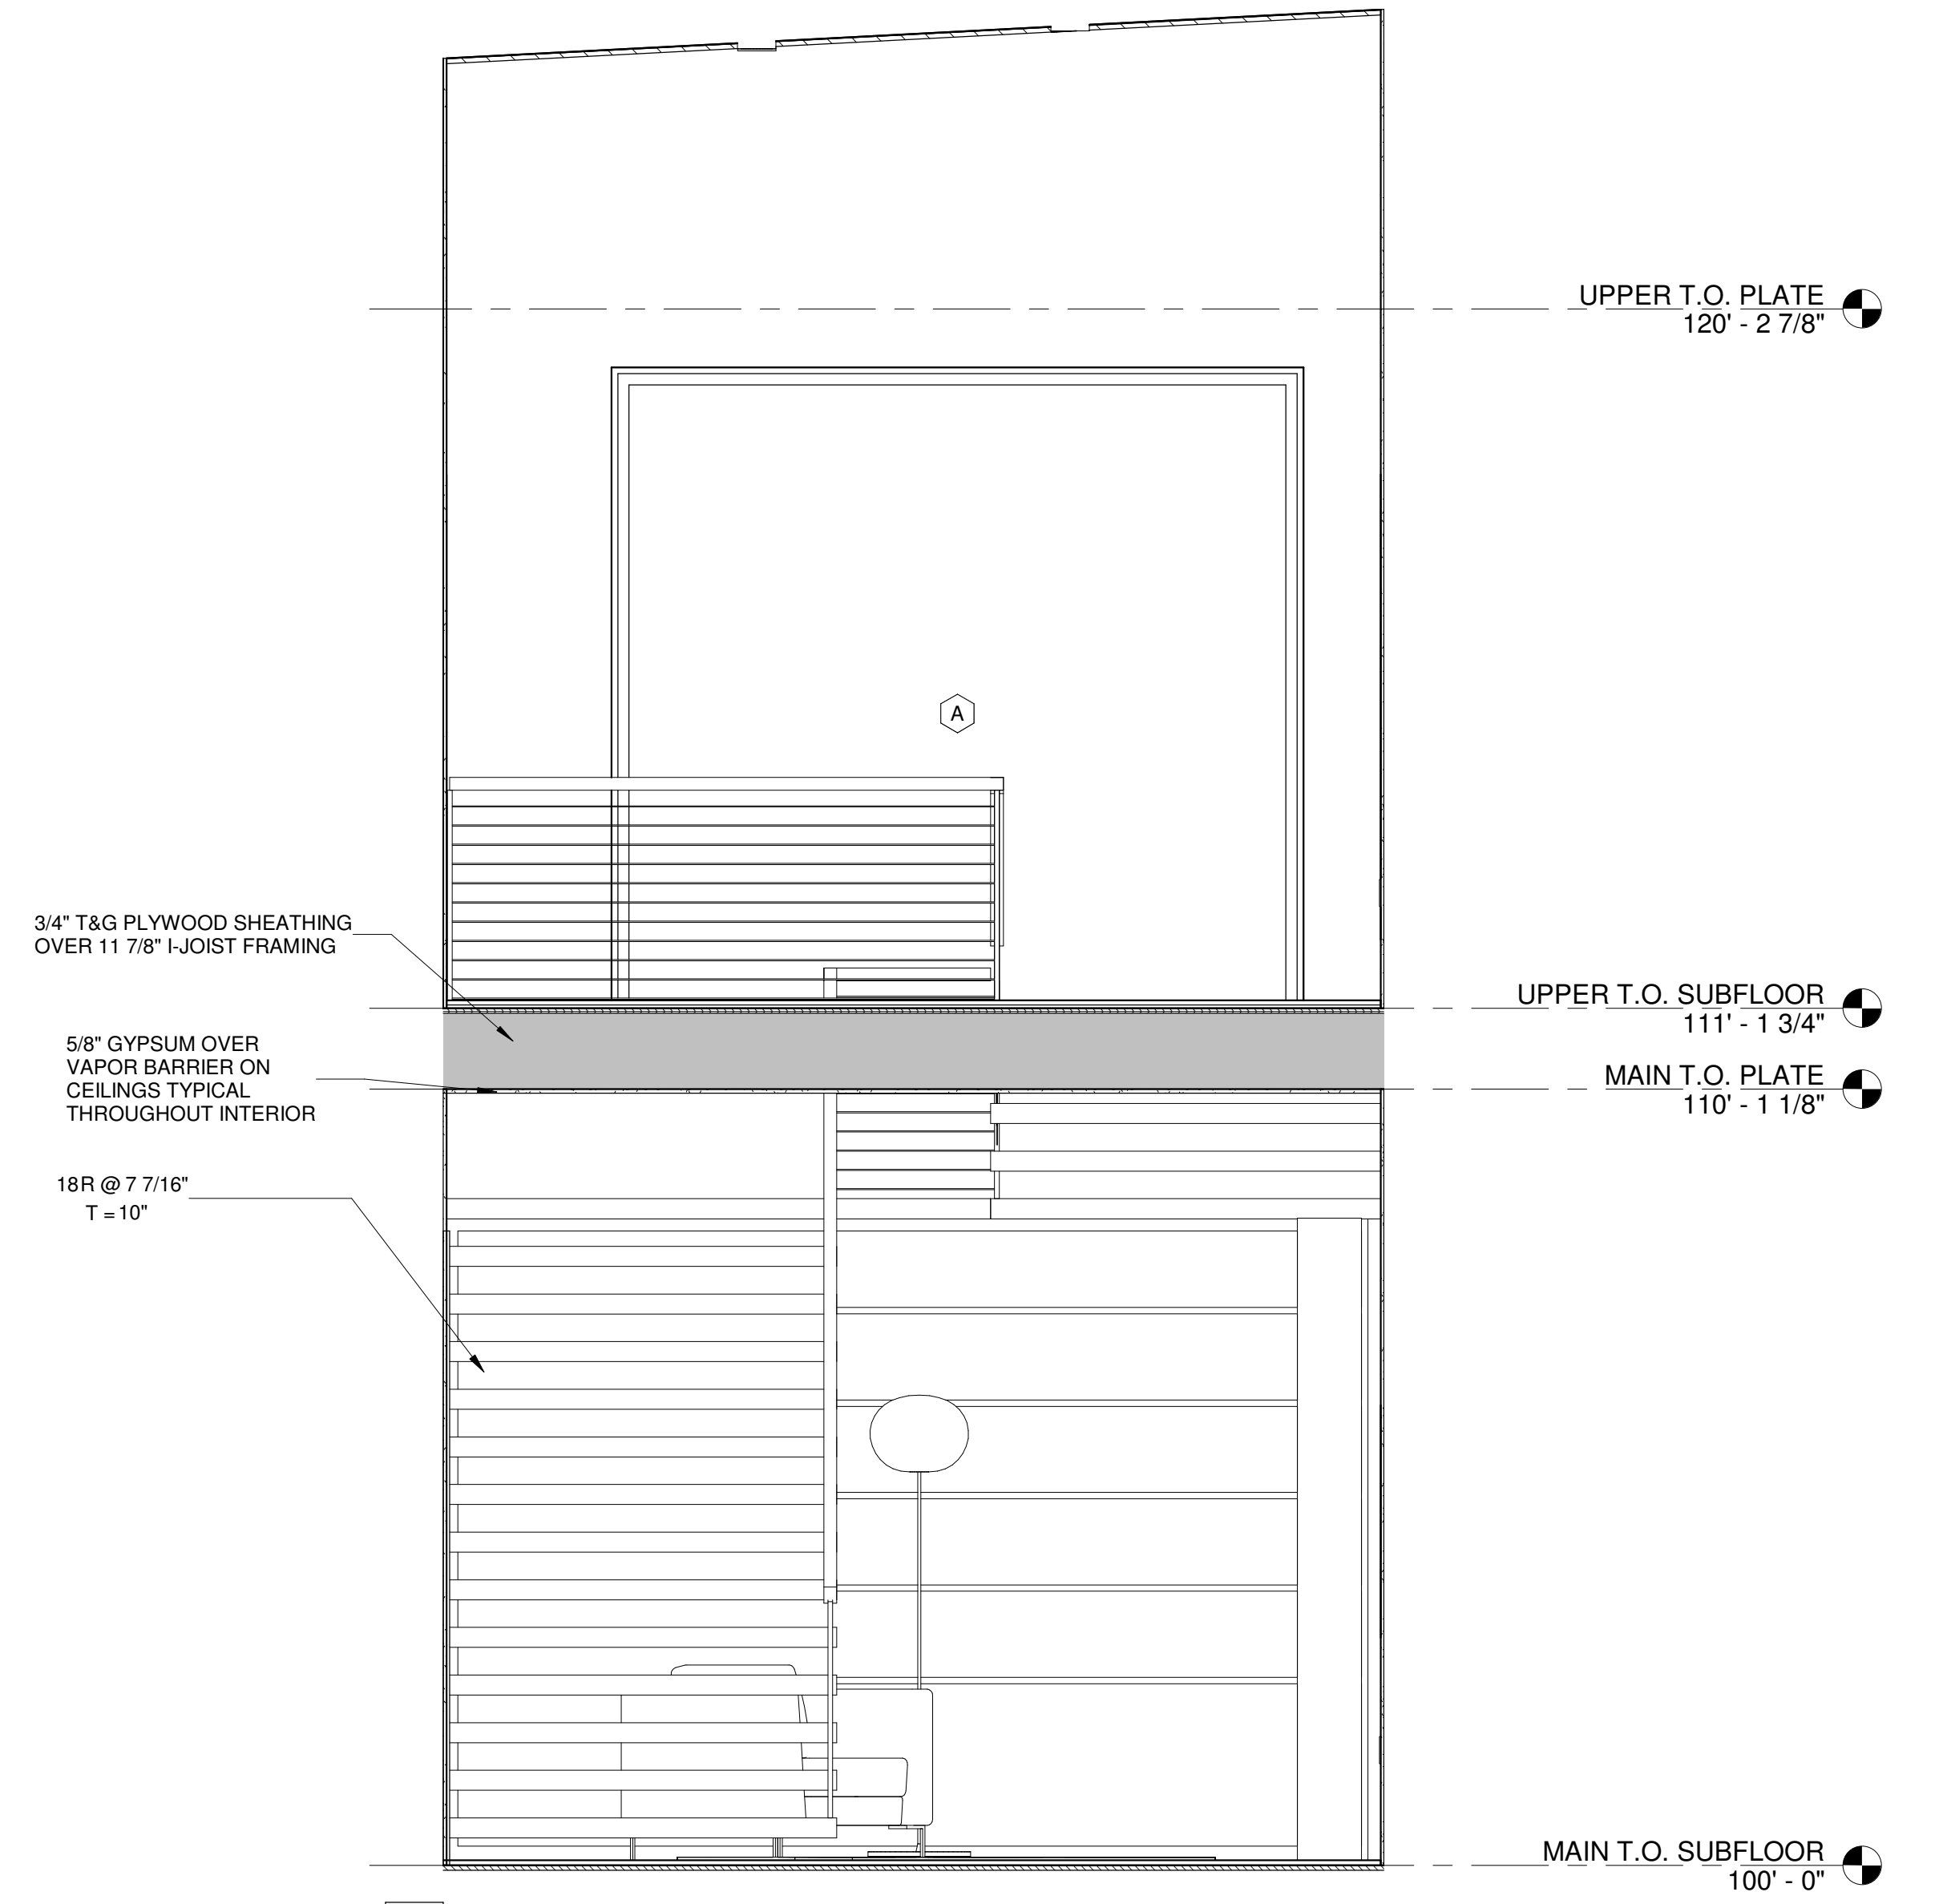 UPPER T.O. PLATE
120' - 2 7/8"
A
3/4" T&G PLYWOOD SHEATHING
OVER 11 7/8" I-JOIST FRAMING
UPPER T.O. SUBFLOOR
111' - 1 3/4"
5/8" GYPSUM OVER
VAPOR BARRIER ON
CEILINGS TYPICAL
THROUGHOUT INTERIOR
MAIN T.O. PLATE
110' - 1 1/8"
18R @ 7 7/16"
T = 10"
MAIN T.O. SUBFLOOR
100' - 0"